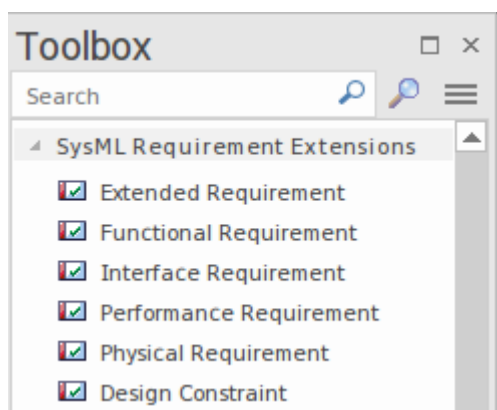 Toolbox
Search
SysML Requirement Extensions
Extended Requirement
Functional Requirement
Interface Requirement
Performance Requirement
Physical Requirement
Design Constraint